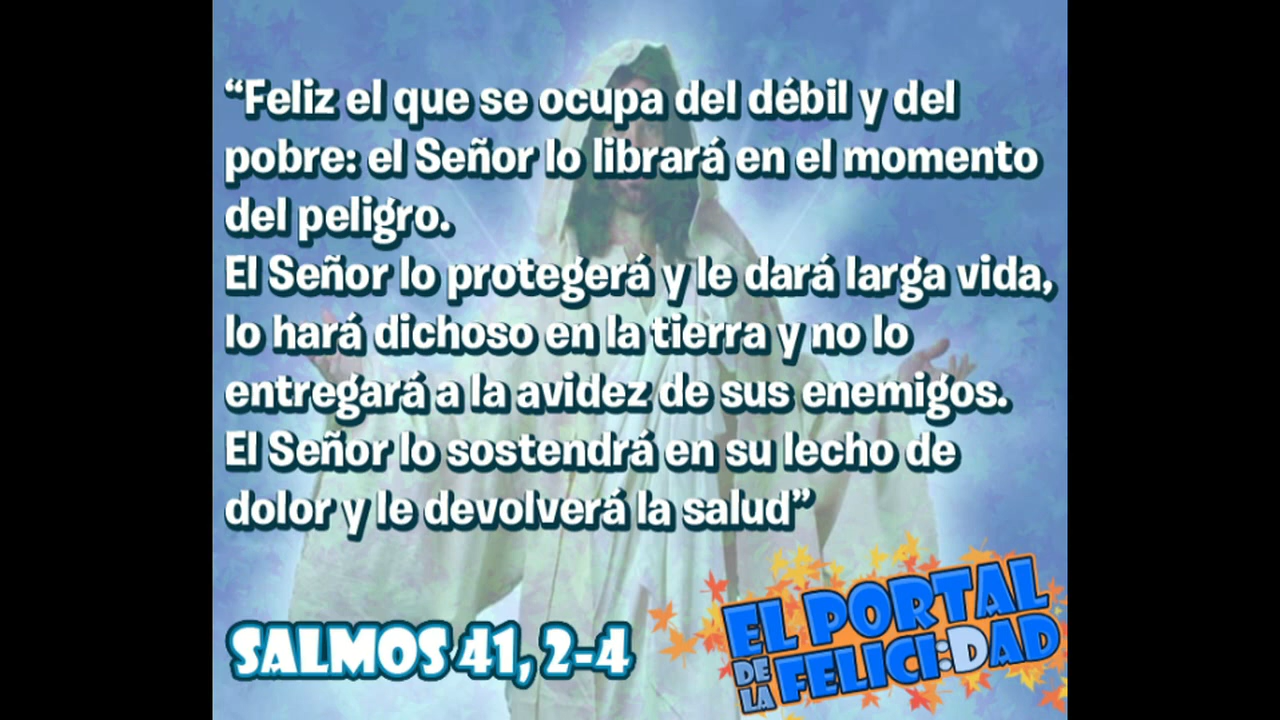 “Feliz el que se ocupa del débil y del
pobre: el Señor lo librará en el momento
del peligro.
El Señor lo protegerá y le dará larga vida,
lo hará dichoso en la tierra y no lo
entregará a la avidez de sus enemigos.
El Señor lo sostendrá en su lecho de
dolor y le devolverá la salud”
SALMOS 41, 2-4
EL PORTAL
DE LA FELICI:DAD